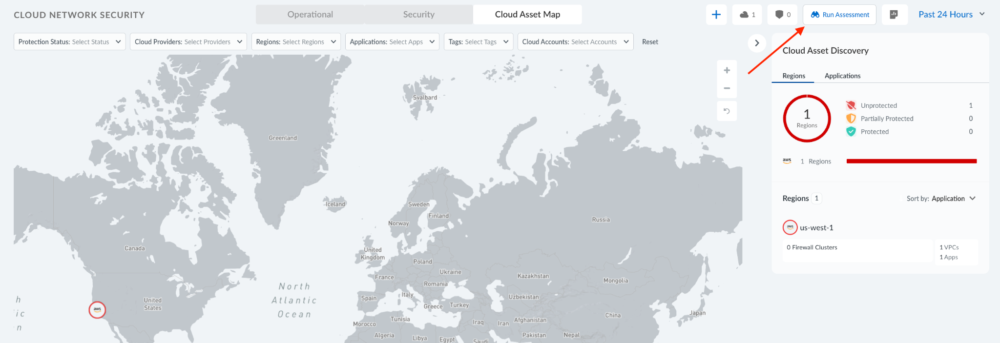 CLOUD NETWORK SECURITY
Operational
Security
Cloud Asset Map
1
0
Run Assessment
Past 24 Hours
Protection Status: Select Status
Cloud Providers: Select Providers
Regions: Select Regions
Applications: Select Apps
Tags: Select Tags
Cloud Accounts: Select Accounts
Reset
Svalbard
Greenland
Iceland
Sweden
Finland
Norway
Russia
Canada
United
Kingdom
Poland
Ukraine
France
Kazakhstan
Romania
Mongolia
North
Atlantic
Ocean
Spain
Italy
Uzbekistan
United
States
Greece
Turkey
aws
h
ic
n
China
Japan
Tunisia
Morocco
Iraq
Iran
Afghanistan
Algeria
Libya
Egypt
Saudi
Pakistan
Nepal
Cloud Asset Discovery
Regions
Applications
1
Regions
Unprotected 1
Partially Protected 0
Protected 0
aws 1 Regions
Regions 1
Sort by: Application
aws us-west-1
0 Firewall Clusters
1 VPCs
1 Apps